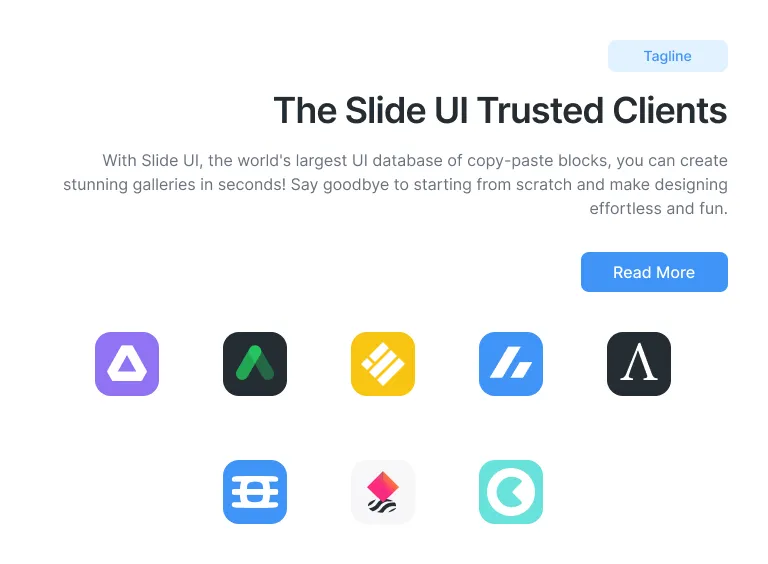 Tagline
The Slide UI Trusted Clients
With Slide UI, the world's largest UI database of copy-paste blocks, you can create
stunning galleries in seconds! Say goodbye to starting from scratch and make designing
effortless and fun.
Read More